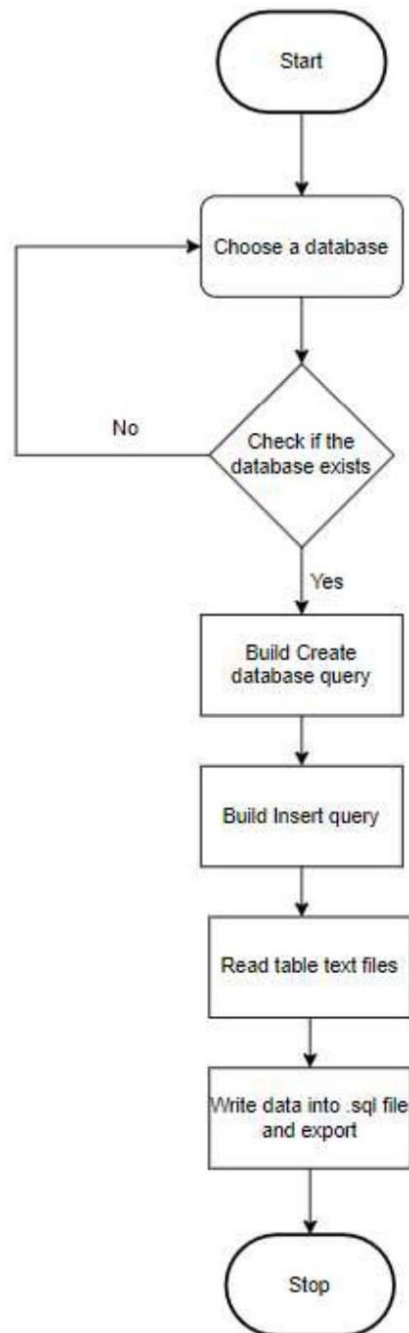 Start
Choose a database
No
Check if the
database exists
Yes
Build Create
database query
Build Insert query
Read table text files
Write data into .sql file
and export
Stop